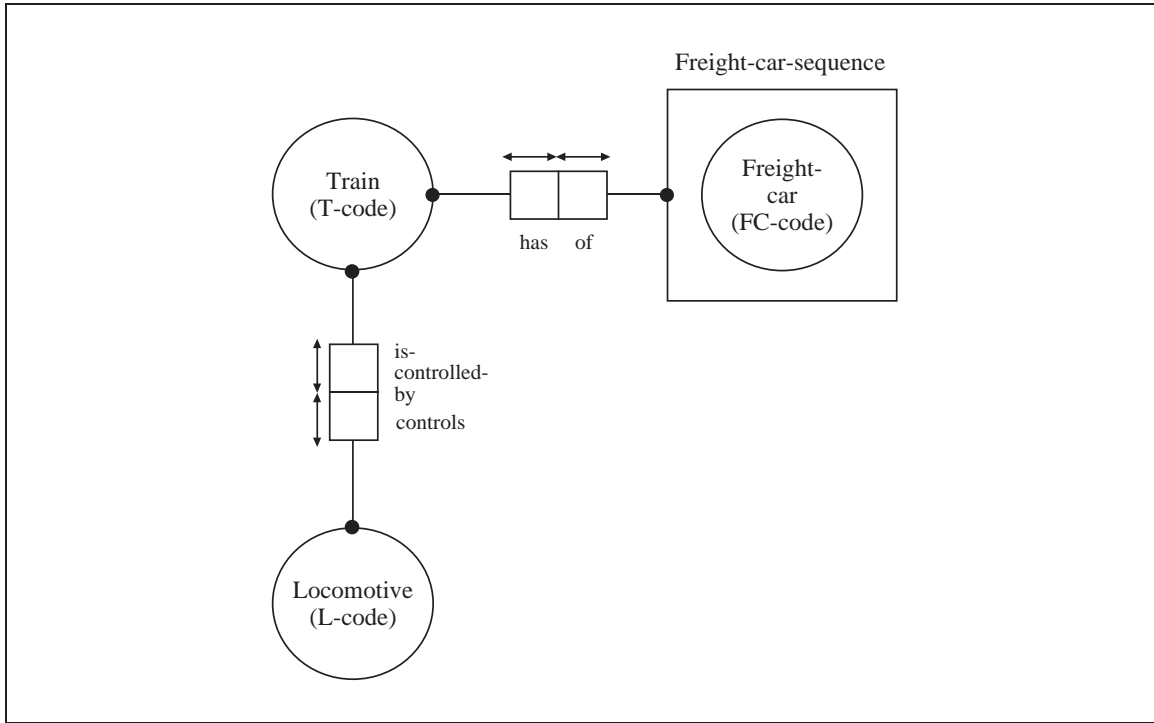 Freight-car-sequence
Train
(T-code)
Freight-
car
(FC-code)
has of
is-
controlled-
by
controls
Locomotive
(L-code)